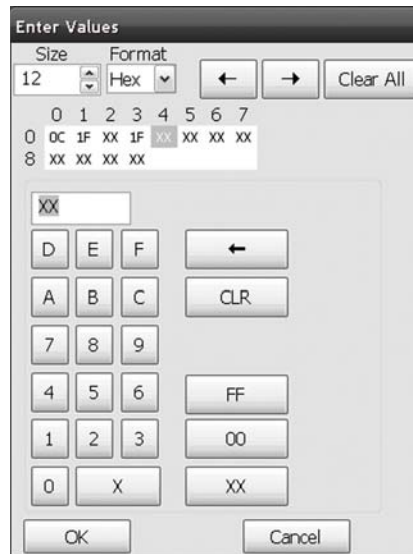 Enter Values
Size Format
12 Hex ← → Clear All
0 1 2 3 4 5 6 7
0 0C 1F XX 1F XX XX XX XX
8 XX XX XX XX
XX
D E F ←
A B C CLR
7 8 9
4 5 6 FF
1 2 3 00
0 X XX
OK Cancel